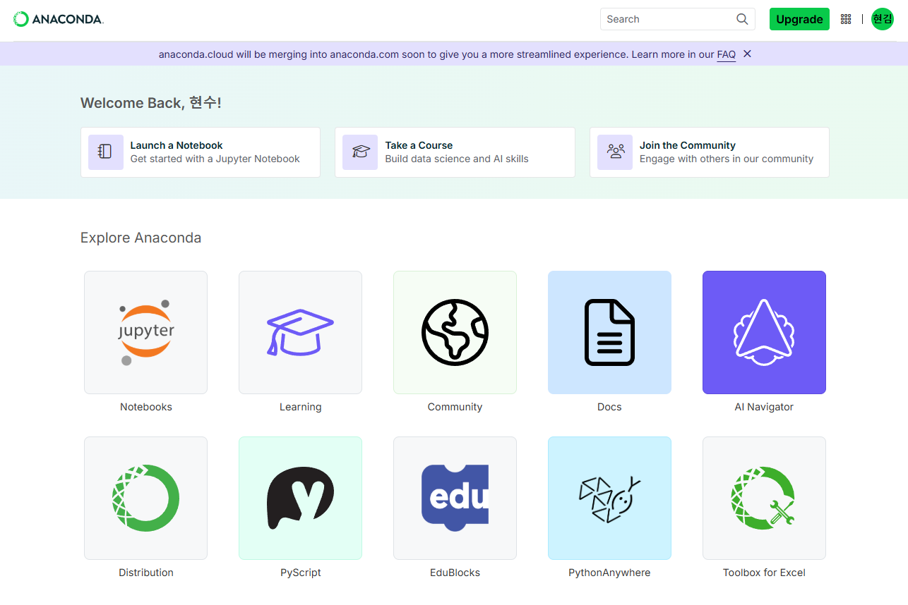 ANACONDA.
Search
Upgrade
현김
anaconda.cloud will be merging into anaconda.com soon to give you a more streamlined experience. Learn more in our FAQ
Welcome Back, 현수!
Launch a Notebook
Get started with a Jupyter Notebook
Take a Course
Build data science and AI skills
Join the Community
Engage with others in our community
Explore Anaconda
jupyter
Notebooks
Learning
Community
Docs
AI Navigator
edu
Distribution
PyScript
EduBlocks
PythonAnywhere
Toolbox for Excel